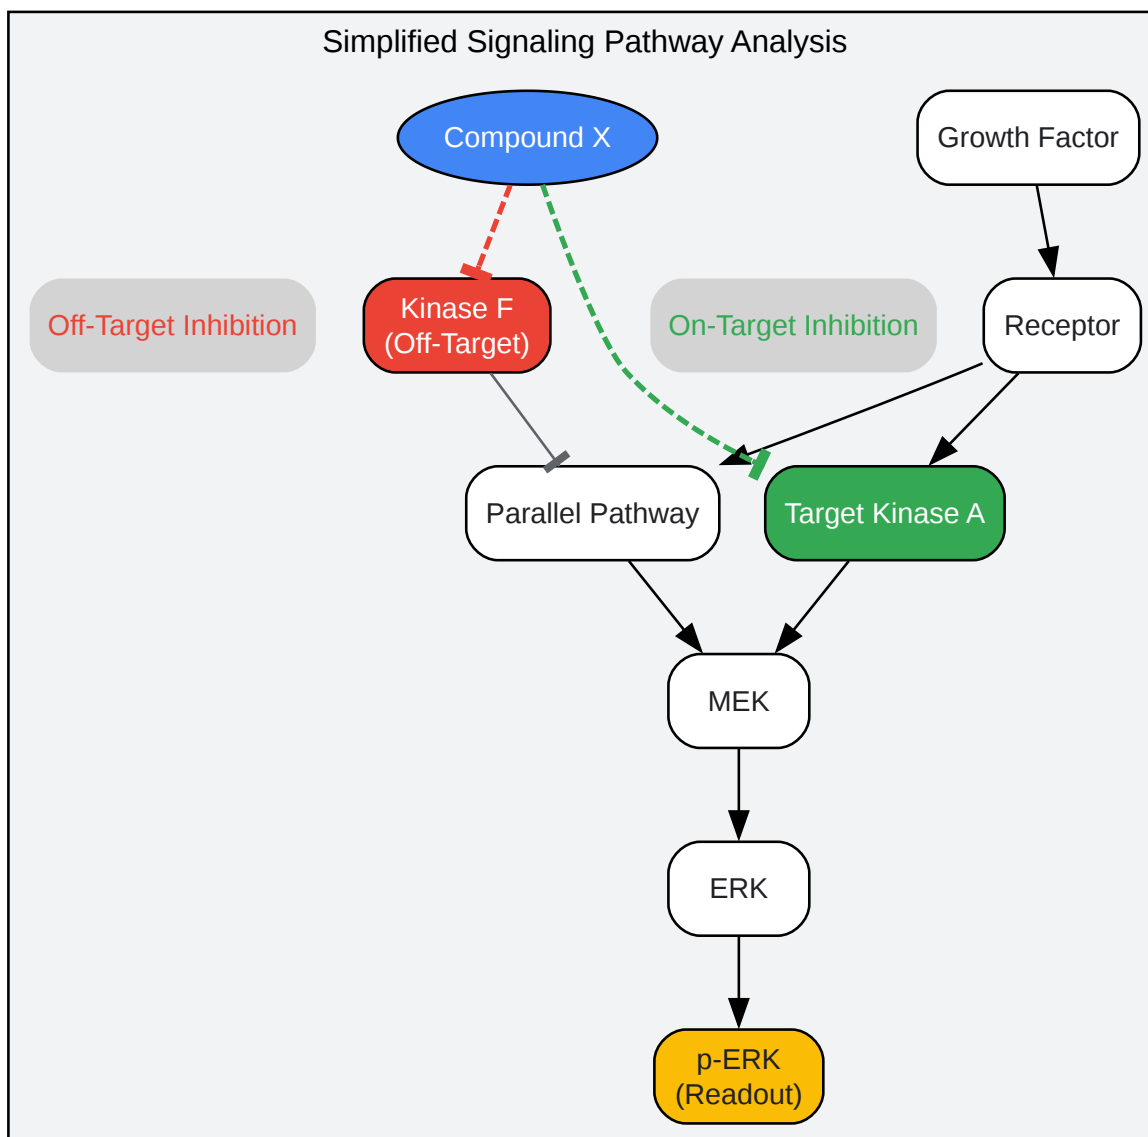 Simplified Signaling Pathway Analysis
Compound X
Growth Factor
Off-Target Inhibition
Kinase F
(Off-Target)
On-Target Inhibition
Receptor
Parallel Pathway
Target Kinase A
MEK
ERK
p-ERK
(Readout)